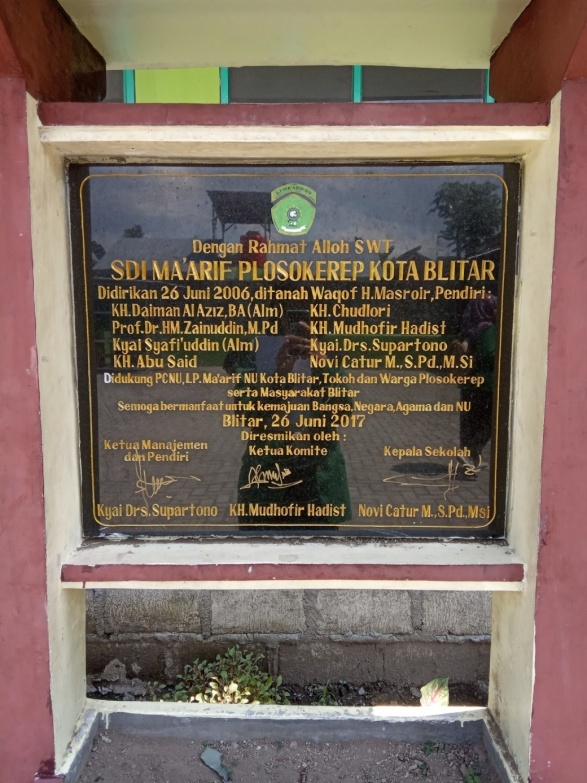 Dengan Rahmat Alloh SWT
SDI MA'ARIF PLOSOKEREP KOTA BLITAR
Didirikan 26 Juni 2006, ditanah Waqof H.Masroir, Pendiri :
KH.Daiman Al Aziz, BA (Alm) KH.Chudlori
Prof.Dr.HM.Zainuddin, M.Pd KH.Mudhofir Hadist
Kyai Syafi'uddin (Alm) Kyai.Drs.Supartono
KH.Abu Said Novi Catur M., S.Pd., M.Si
Didukung PCNU, LP. Ma'arif NU Kota Blitar, Tokoh dan Warga Plosokerep
serta Masyarakat Blitar
Semoga bermanfaat untuk kemajuan Bangsa, Negara, Agama dan NU
Blitar, 26 Juni 2017
Diresmikan oleh :
Ketua Manajemen dan Pendiri Ketua Komite Kepala Sekolah
Kyai Drs.Supartono KH.Mudhofir Hadist Novi Catur M.,S.Pd.,Msi